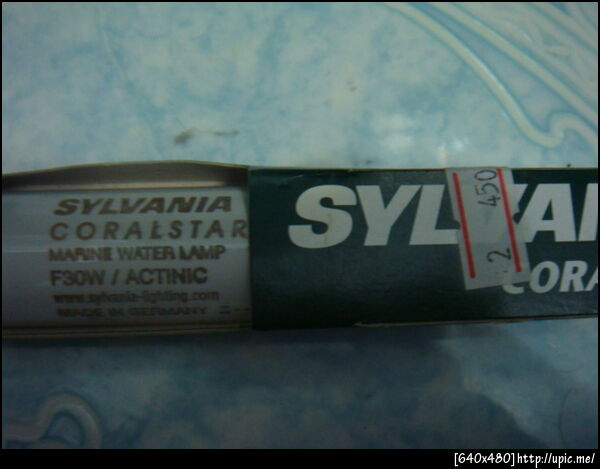 SYLVANIA
CORALSTAR
MARINE WATER LAMP
F30W / ACTINIC
www.sylvania-lighting.com
MADE IN GERMANY
SYLVAN
CORA
450
2
[640x480]http://upic.me/